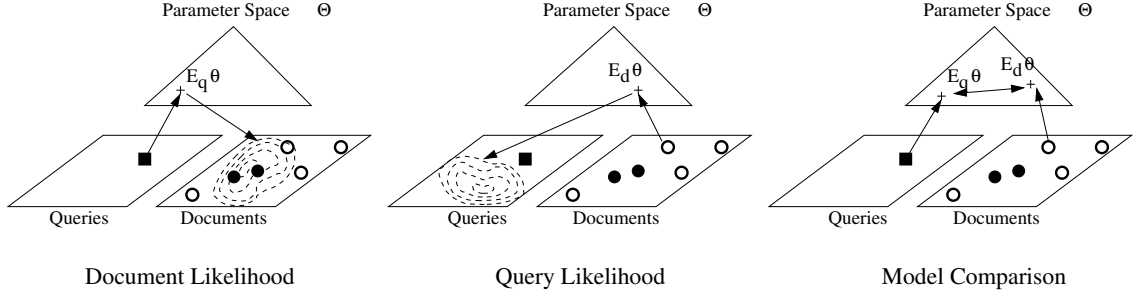 Parameter Space Θ
E_q θ
Queries
Documents
Document Likelihood
Parameter Space Θ
E_d θ
Queries
Documents
Query Likelihood
Parameter Space Θ
E_q θ
E_d θ
Queries
Documents
Model Comparison